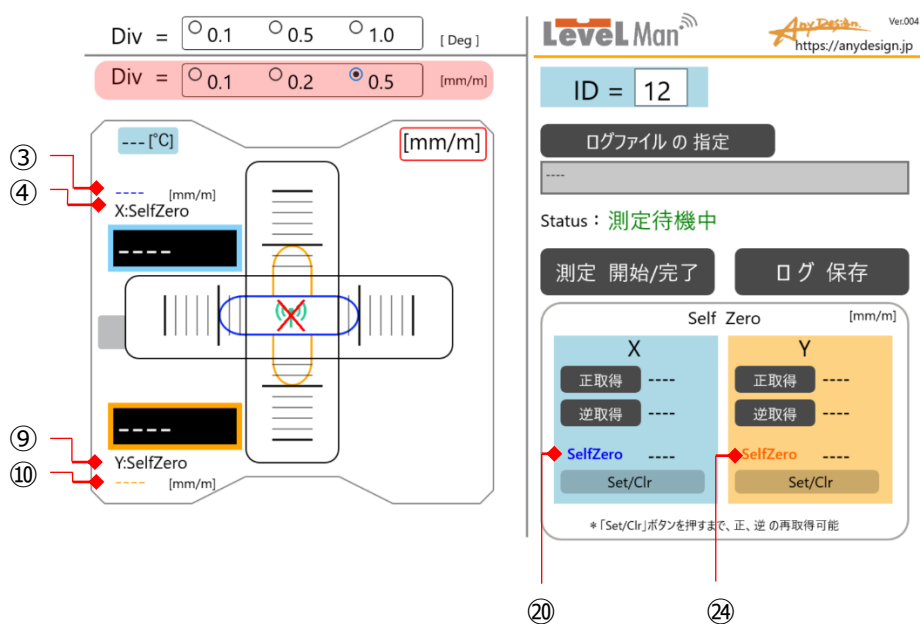 Div = 0.1 0.5 1.0 [ Deg ]
Div = 0.1 0.2 0.5 [mm/m]
--- [℃]
[mm/m]
③
---- [mm/m]
④
X:SelfZero
----
----
⑨
Y:SelfZero
⑩
---- [mm/m]
LeveL Man
AnyDesign
Ver.004
https://anydesign.jp
ID = 12
ログファイル の 指定
----
Status : 測定待機中
測定 開始/完了
ログ 保存
Self Zero [mm/m]
X
正取得 ----
逆取得 ----
SelfZero ----
Set/Clr
Y
正取得 ----
逆取得 ----
SelfZero ----
Set/Clr
*「Set/Clr」ボタンを押すまで、正、逆 の再取得可能
⑳
㉔